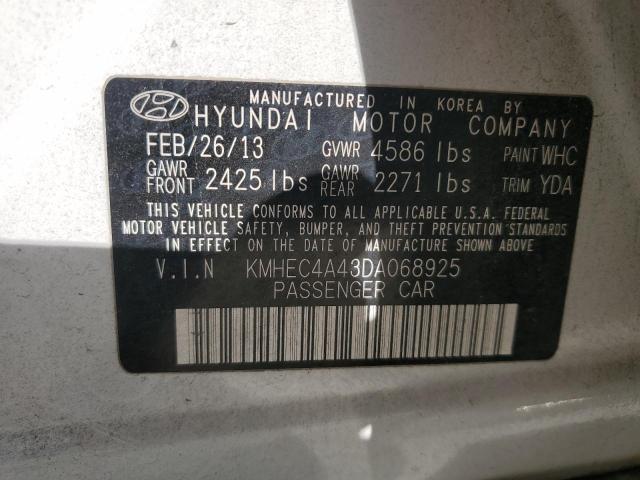 MANUFACTURED IN KOREA BY
HYUNDAI MOTOR COMPANY
FEB/26/13 GVWR 4586 lbs PAINT WHC
GAWR FRONT 2425 lbs GAWR REAR 2271 lbs TRIM YDA
THIS VEHICLE CONFORMS TO ALL APPLICABLE U.S.A. FEDERAL
MOTOR VEHICLE SAFETY, BUMPER, AND THEFT PREVENTION STANDARDS
IN EFFECT ON THE DATE OF MANUFACTURE SHOWN ABOVE
V.I.N KMHEC4A43DA068925
PASSENGER CAR